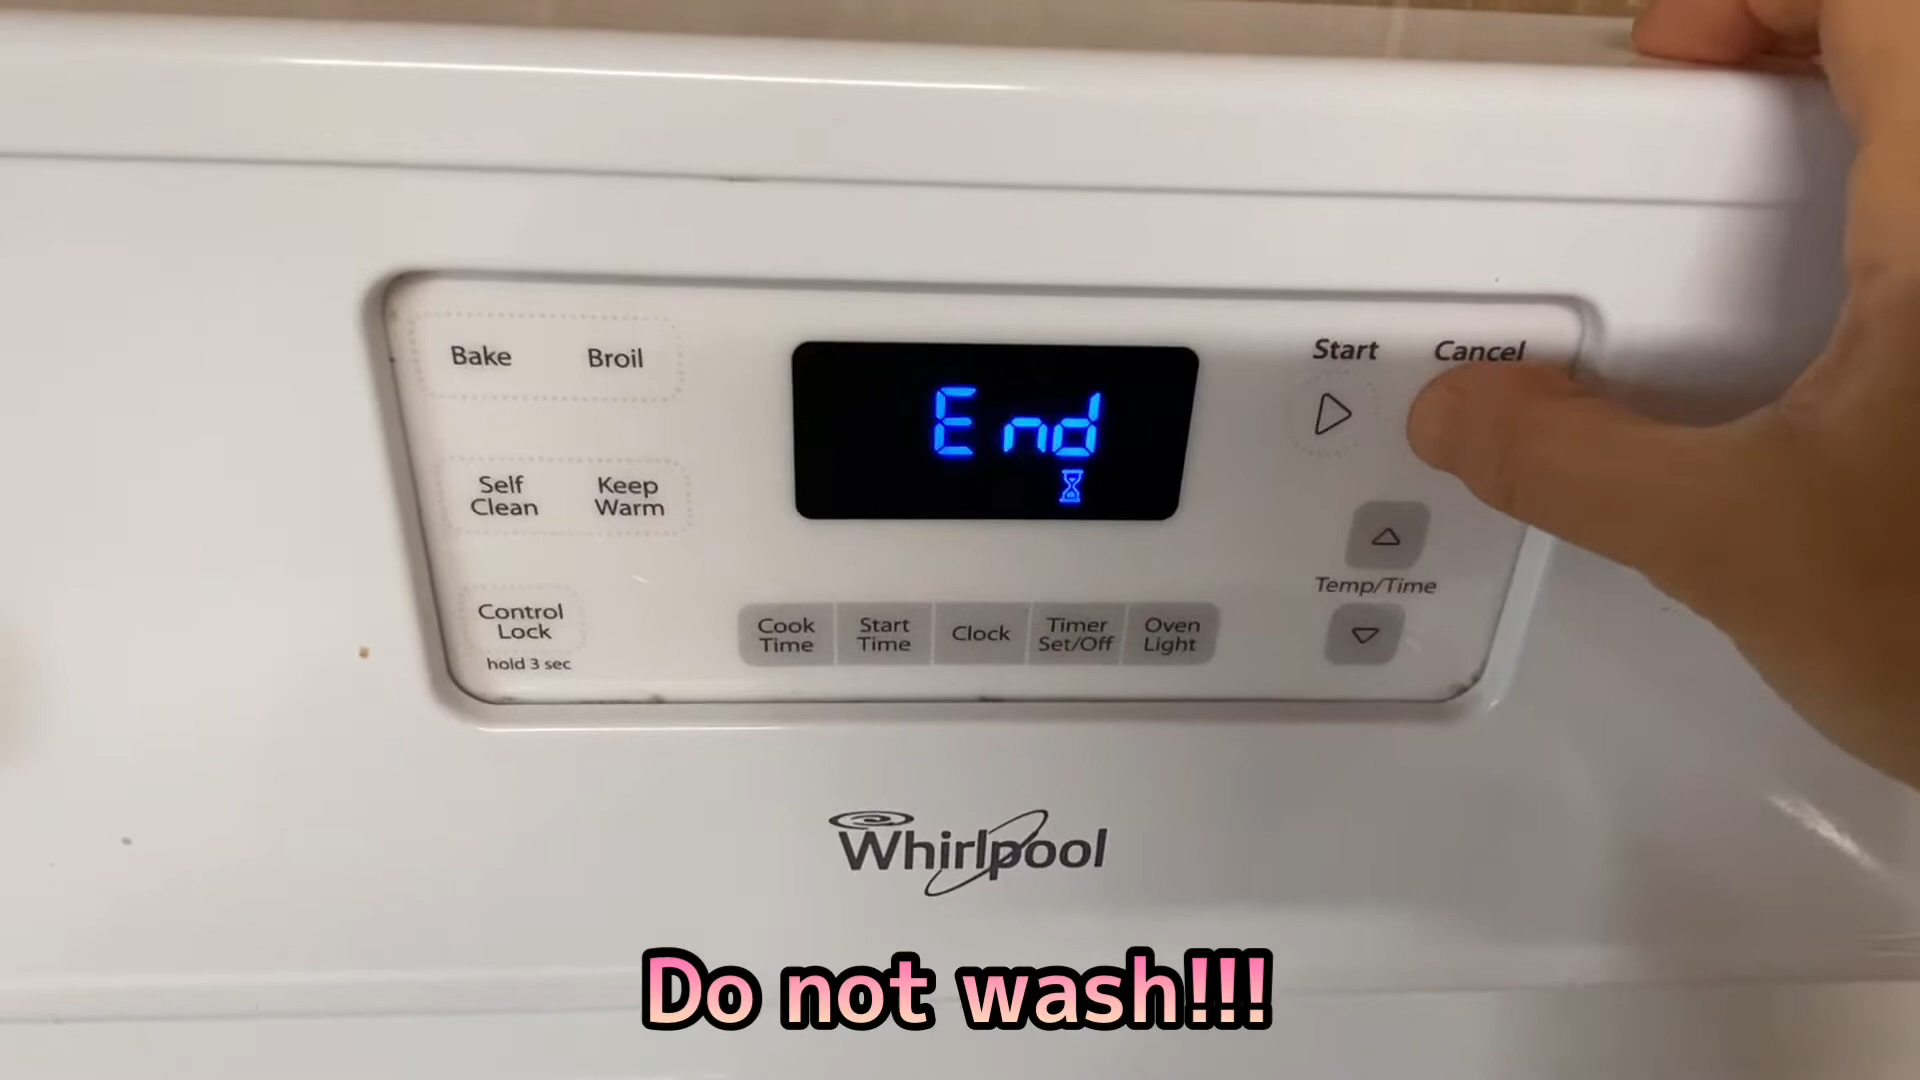 Bake
Broil
End
Start
Cancel
Self
Clean
Keep
Warm
Temp/Time
Control
Lock
hold 3 sec
Cook
Time
Start
Time
Clock
Timer
Set/Off
Oven
Light
Whirlpool
Do not wash!!!